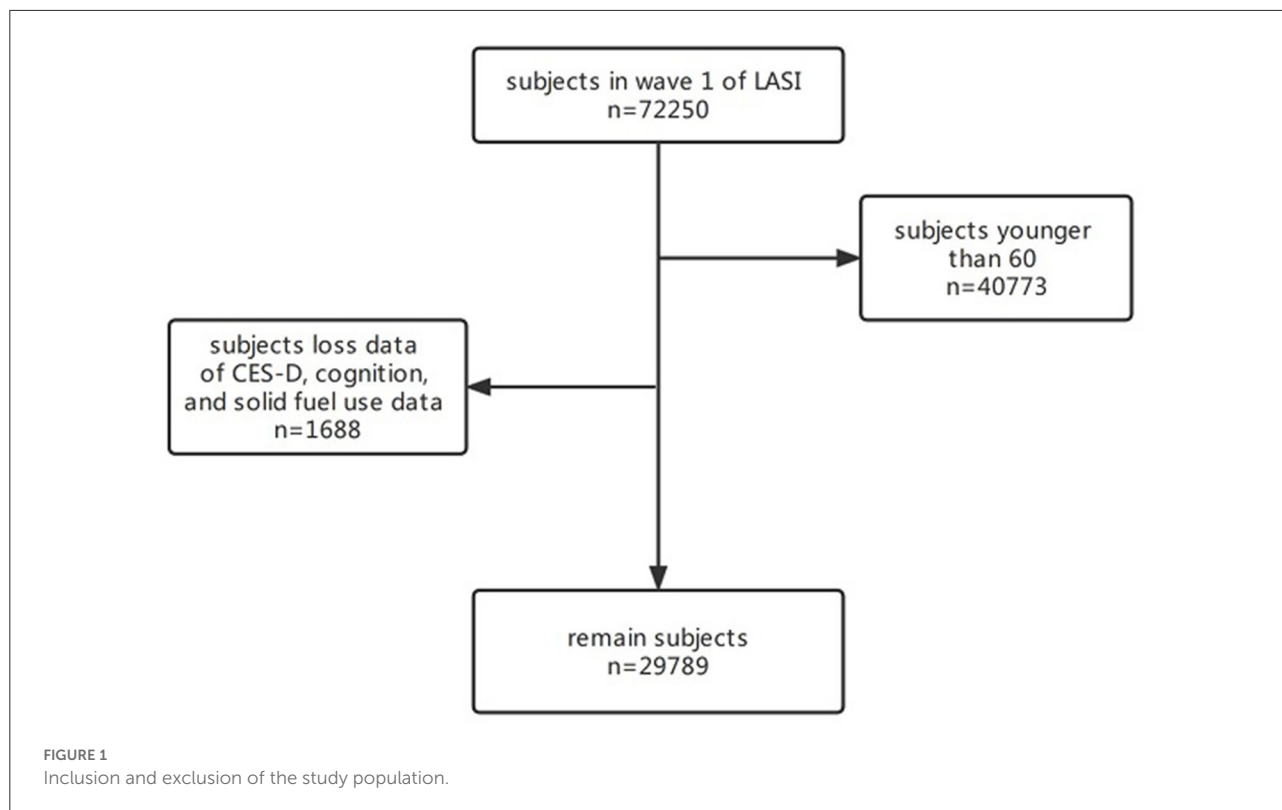 subjects in wave 1 of LASI
n=72250
subjects younger
than 60
n=40773
subjects loss data
of CES-D, cognition,
and solid fuel use data
n=1688
remain subjects
n=29789
FIGURE 1
Inclusion and exclusion of the study population.